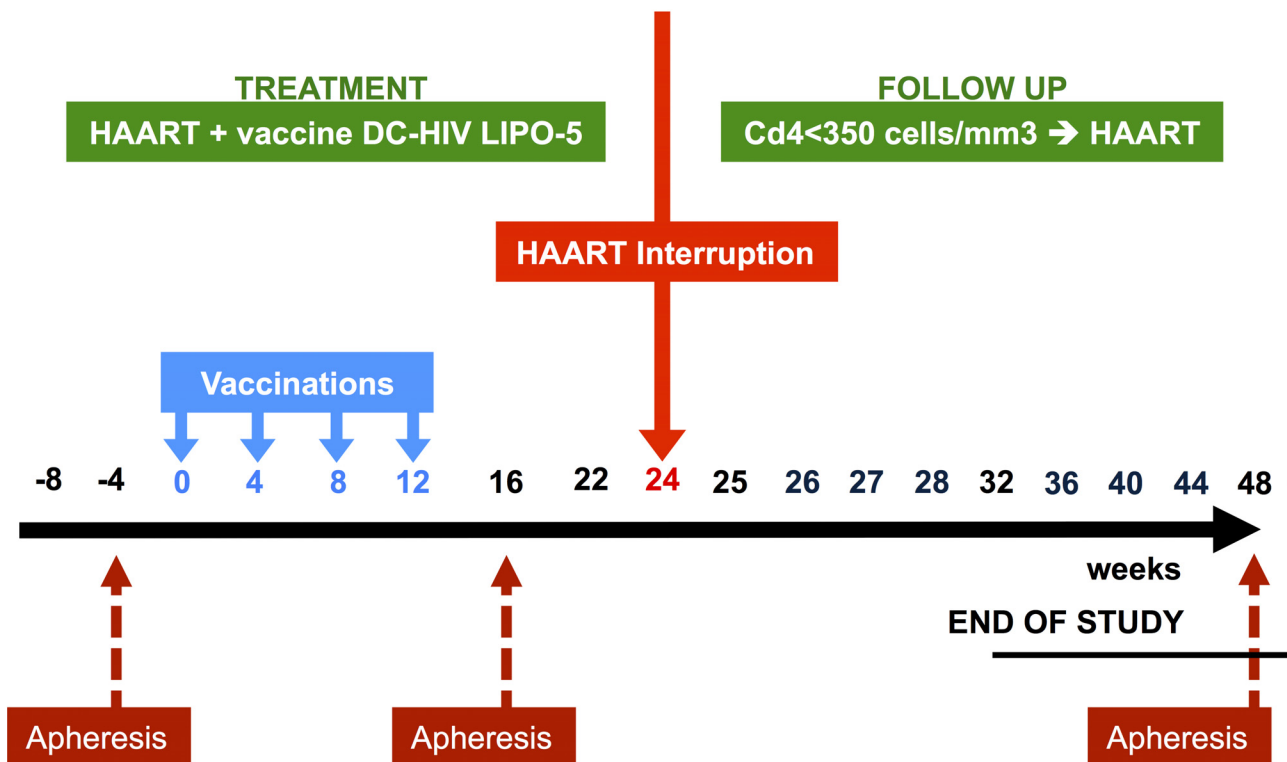 TREATMENT
HAART + vaccine DC-HIV LIPO-5
FOLLOW UP
Cd4<350 cells/mm3 ➔ HAART
HAART Interruption
Vaccinations
-8 -4 0 4 8 12 16 22 24 25 26 27 28 32 36 40 44 48
weeks
END OF STUDY
Apheresis
Apheresis
Apheresis